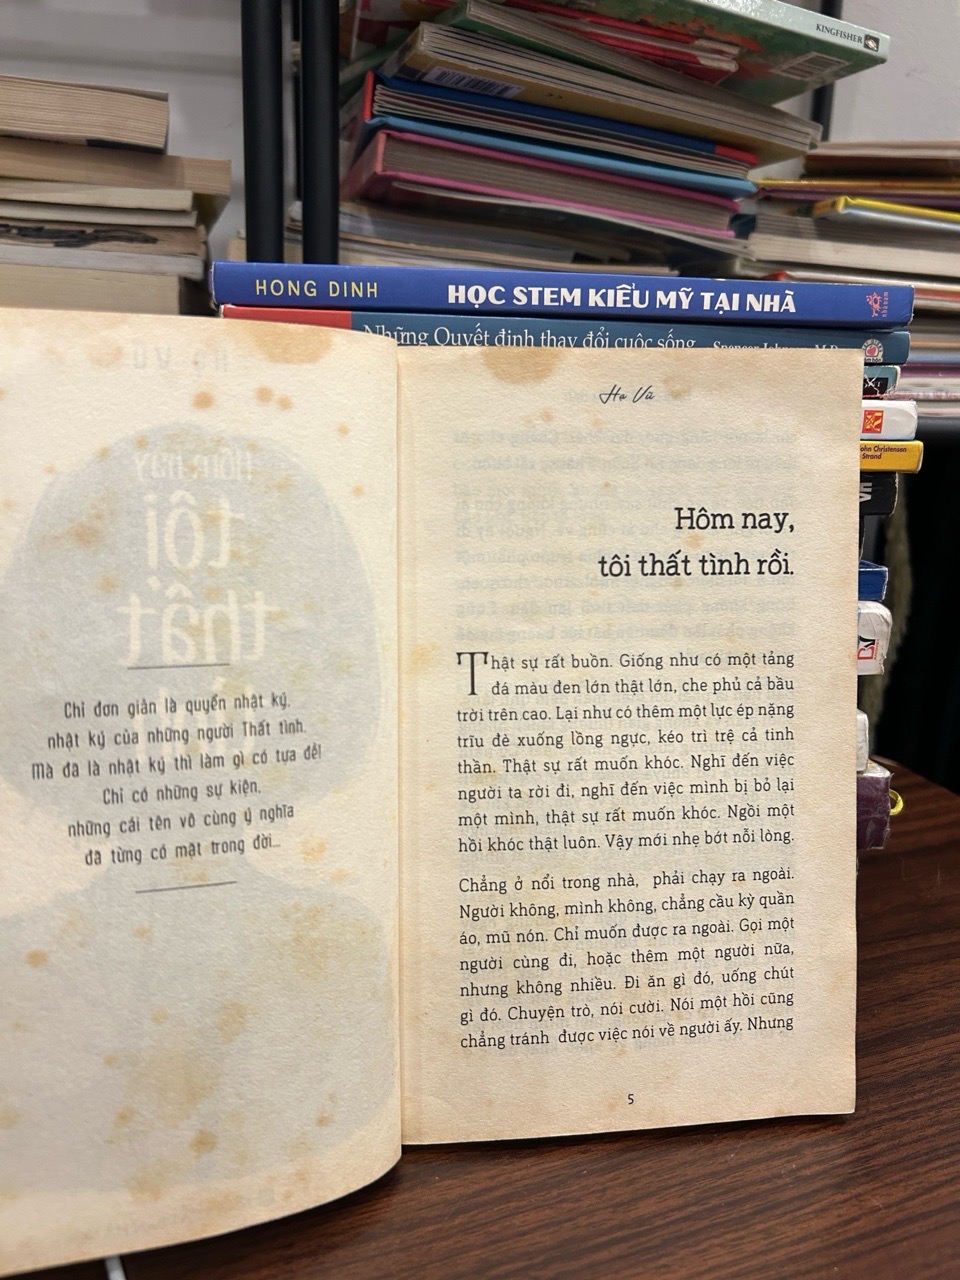 KINGFISHER
HONG DINH HỌC STEM KIỂU MỸ TẠI NHÀ nhã nam
Những Quyết định thay đổi cuộc sống
John Christensen
Strand
Chỉ đơn giản là quyển nhật ký,
nhật ký của những người Thất tình.
Mà đã là nhật ký thì làm gì có tựa đề!
Chỉ có những sự kiện,
những cái tên vô cùng ý nghĩa
đã từng có mặt trong đời...
Hạ Vũ
Hôm nay,
tôi thất tình rồi.
Thật sự rất buồn. Giống như có một tảng
đá màu đen lớn thật lớn, che phủ cả bầu
trời trên cao. Lại như có thêm một lực ép nặng
trĩu đè xuống lồng ngực, kéo trì trệ cả tinh
thần. Thật sự rất muốn khóc. Nghĩ đến việc
người ta rời đi, nghĩ đến việc mình bị bỏ lại
một mình, thật sự rất muốn khóc. Ngồi một
hồi khóc thật luôn. Vậy mới nhẹ bớt nỗi lòng.
Chẳng ở nổi trong nhà, phải chạy ra ngoài.
Người không, mình không, chẳng cầu kỳ quần
áo, mũ nón. Chỉ muốn được ra ngoài. Gọi một
người cùng đi, hoặc thêm một người nữa,
nhưng không nhiều. Đi ăn gì đó, uống chút
gì đó. Chuyện trò, nói cười. Nói một hồi cũng
chẳng tránh được việc nói về người ấy. Nhưng
5